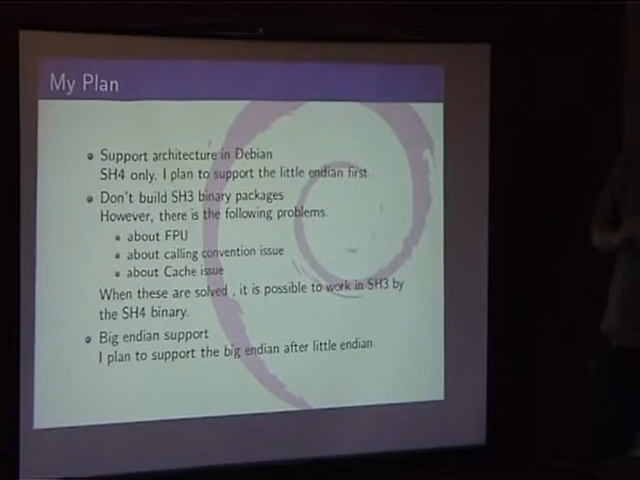 My Plan
• Support architecture in Debian
SH4 only. I plan to support the little endian first.
• Don't build SH3 binary packages
However, there is the following problems.
• about FPU
• about calling convention issue
• about Cache issue
When these are solved , it is possible to work in SH3 by
the SH4 binary.
• Big endian support
I plan to support the big endian after little endian.